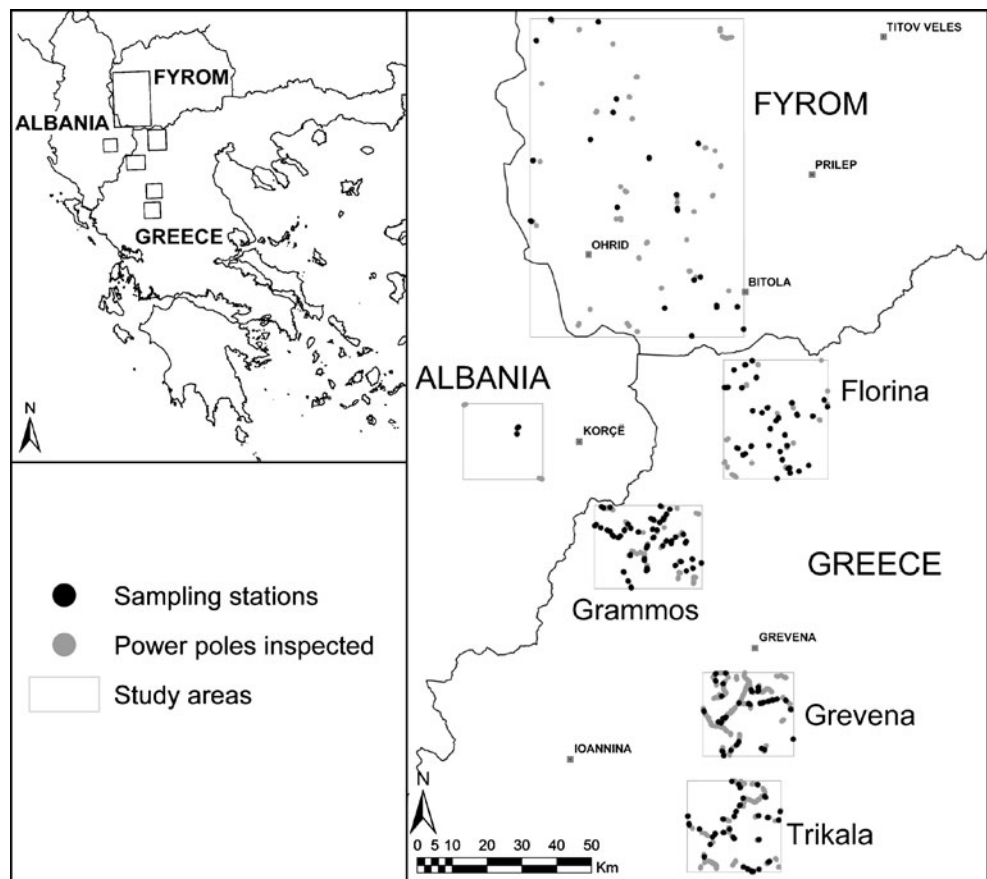 FYROM
ALBANIA
GREECE
N
Sampling stations
Power poles inspected
Study areas
TITOV VELES
FYROM
PRILEP
OHRID
BITOLA
ALBANIA
Florina
KORÇË
GREECE
Grammos
GREVENA
Grevena
IOANNINA
N
Trikala
0 5 10 20 30 40 50
Km